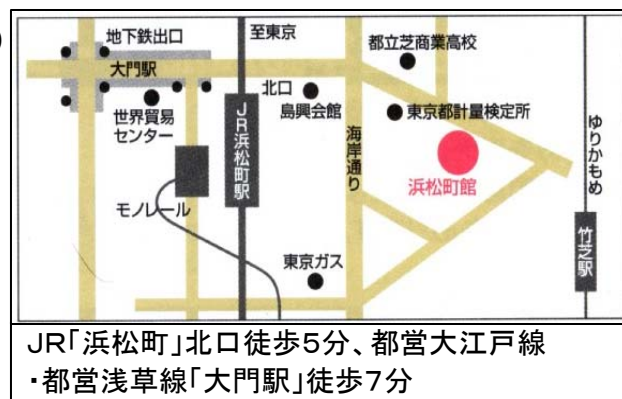 地下鉄出口
至東京
都立芝商業高校
大門駅
北口
世界貿易
センター
島興会館
東京都計量検定所
JR浜松町駅
海岸通り
ゆりかもめ
浜松町館
モノレール
竹芝駅
東京ガス
JR「浜松町」北口徒歩5分、都営大江戸線
・都営浅草線「大門駅」徒歩7分